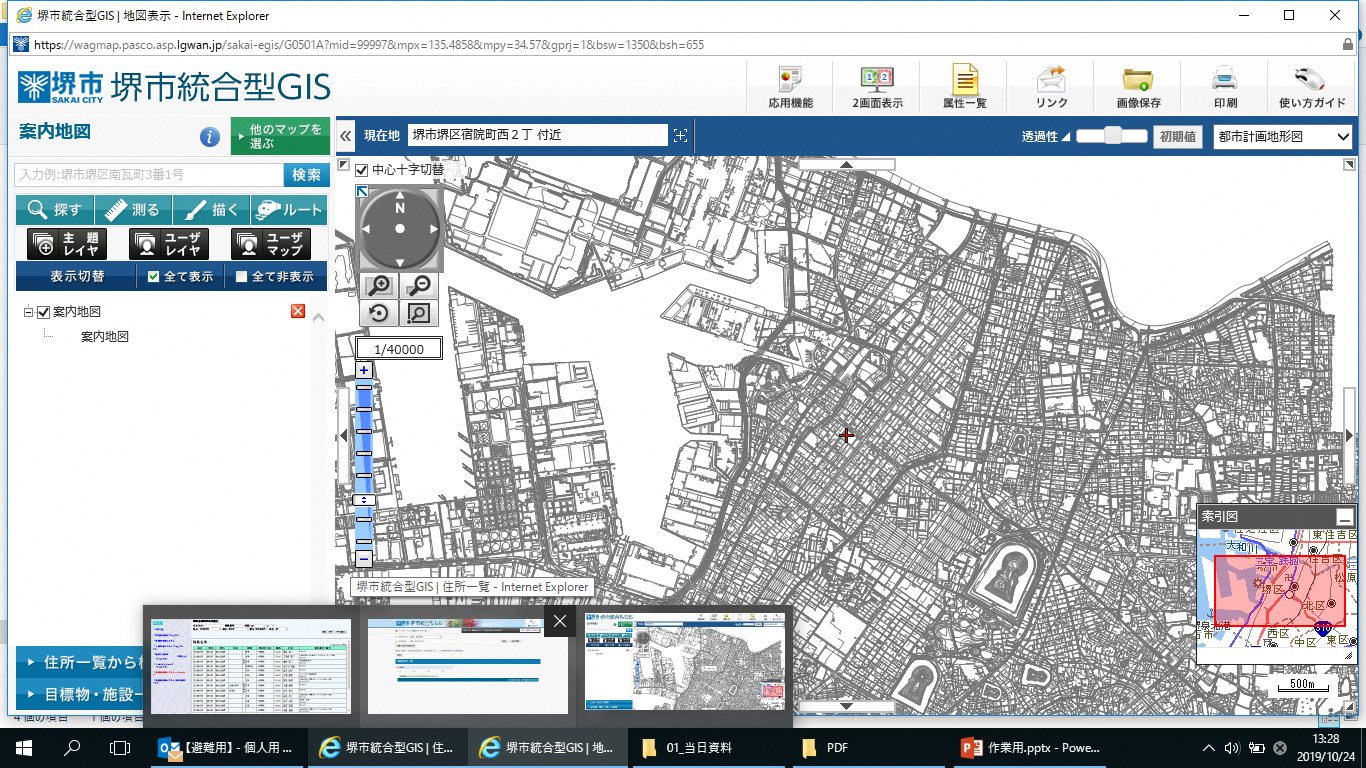 堺市統合型GIS | 地図表示 - Internet Explorer
https://wagmap.pasco.asp.lgwan.jp/sakai-egis/G0501A?mid=99997&mpx=135.4858&mpy=34.57&gprj=1&bsw=1350&bsh=655
堺市
SAKAI CITY
堺市統合型GIS
応用機能
2画面表示
属性一覧
リンク
画像保存
印刷
使い方ガイド
案内地図
他のマップを
選ぶ
現在地
堺市堺区宿院町西２丁 付近
透過性
初期値
都市計画地形図
入力例:堺市堺区南瓦町3番1号
検索
中心十字切替
探す
測る
描く
ルート
N
主 題
レイヤ
ユーザ
レイヤ
ユーザ
マップ
表示切替
全て表示
全て非表示
案内地図
案内地図
1/40000
索引図
東住吉区
大和川
堺区
北区
松原
西区
中区
東区
500m
堺市統合型GIS | 住所一覧 - Internet Explorer
住所一覧から
目標物・施設一
4 個の項目
1 個の項目
【避難用】 - 個人用 ...
堺市統合型GIS | 住...
堺市統合型GIS | 地...
01_当日資料
PDF
作業用.pptx - Powe...
13:28
2019/10/24